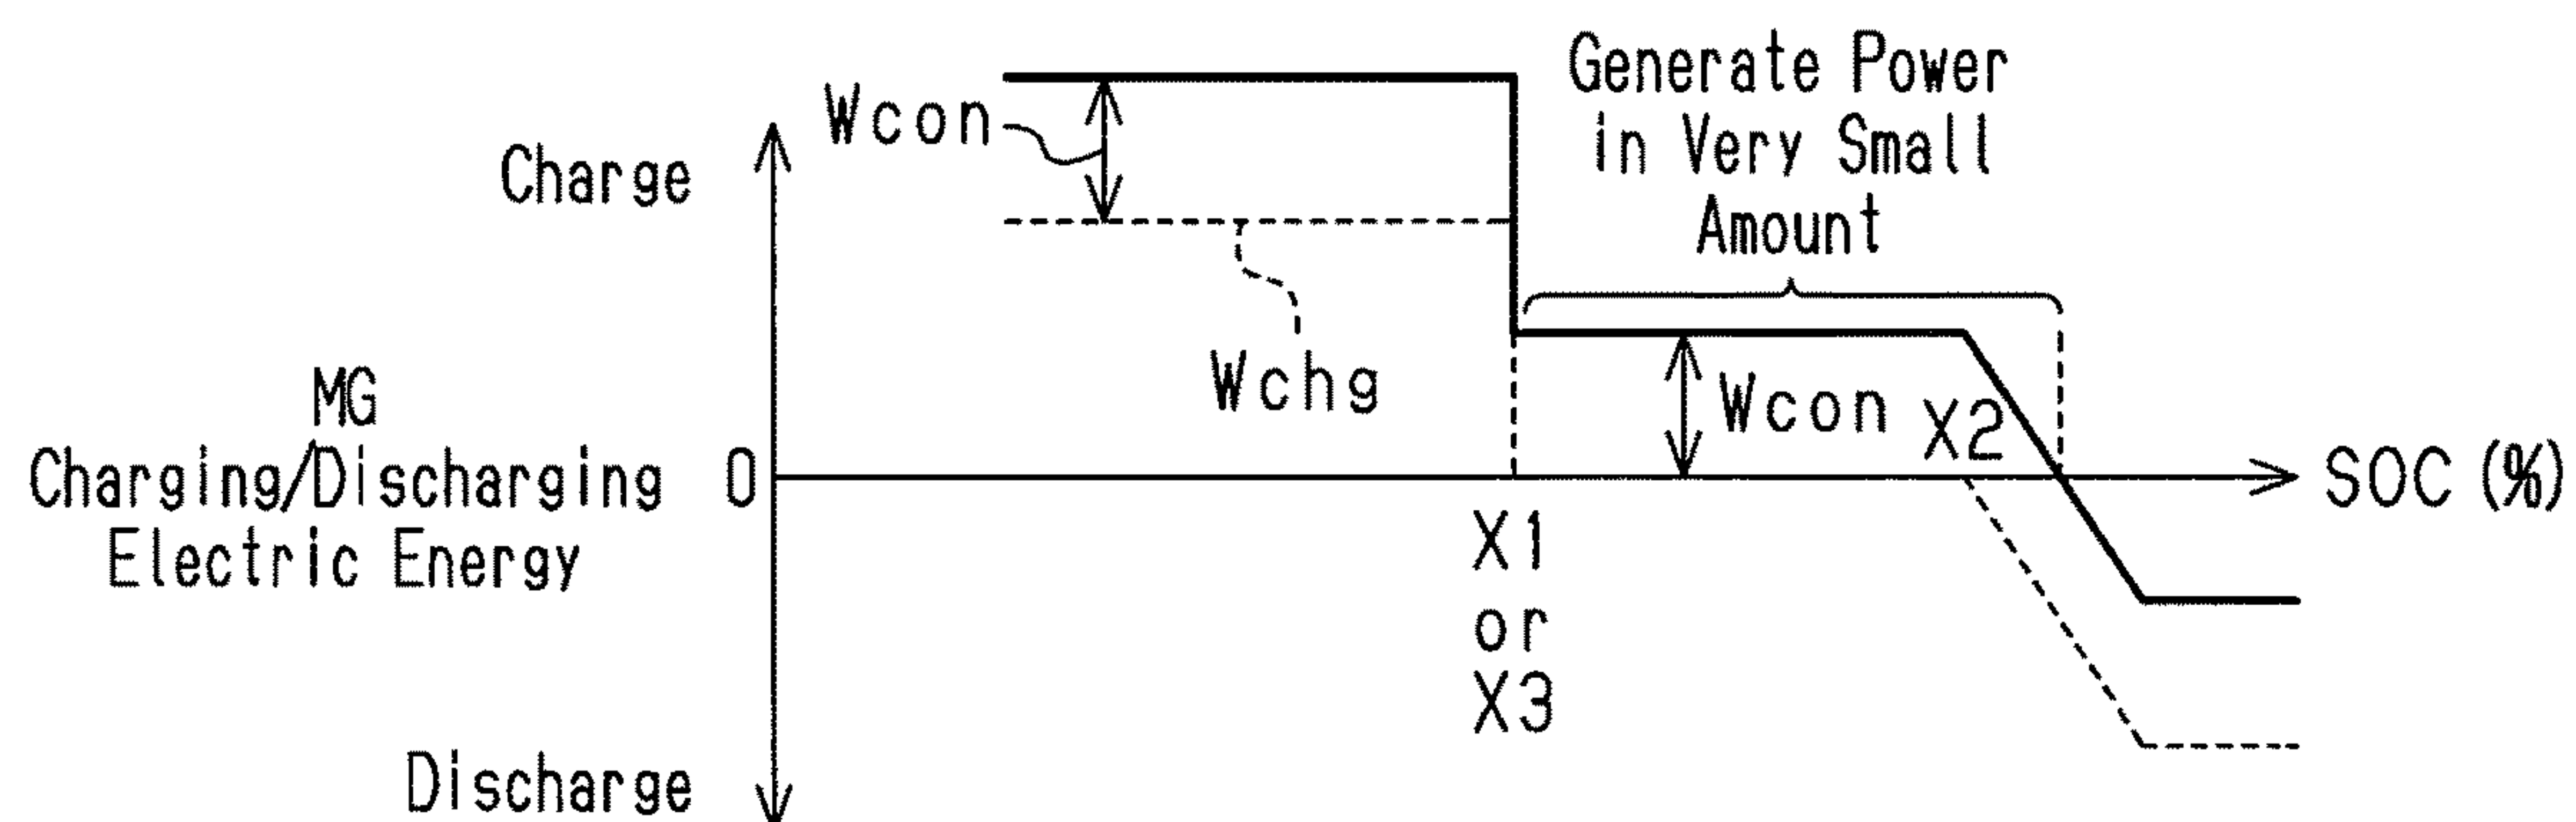 Generate Power
in Very Small
Amount
Wcon
Charge
Wchg
MG
Charging/Discharging
Electric Energy
0
Wcon
X2
SOC (%)
X1
or
X3
Discharge